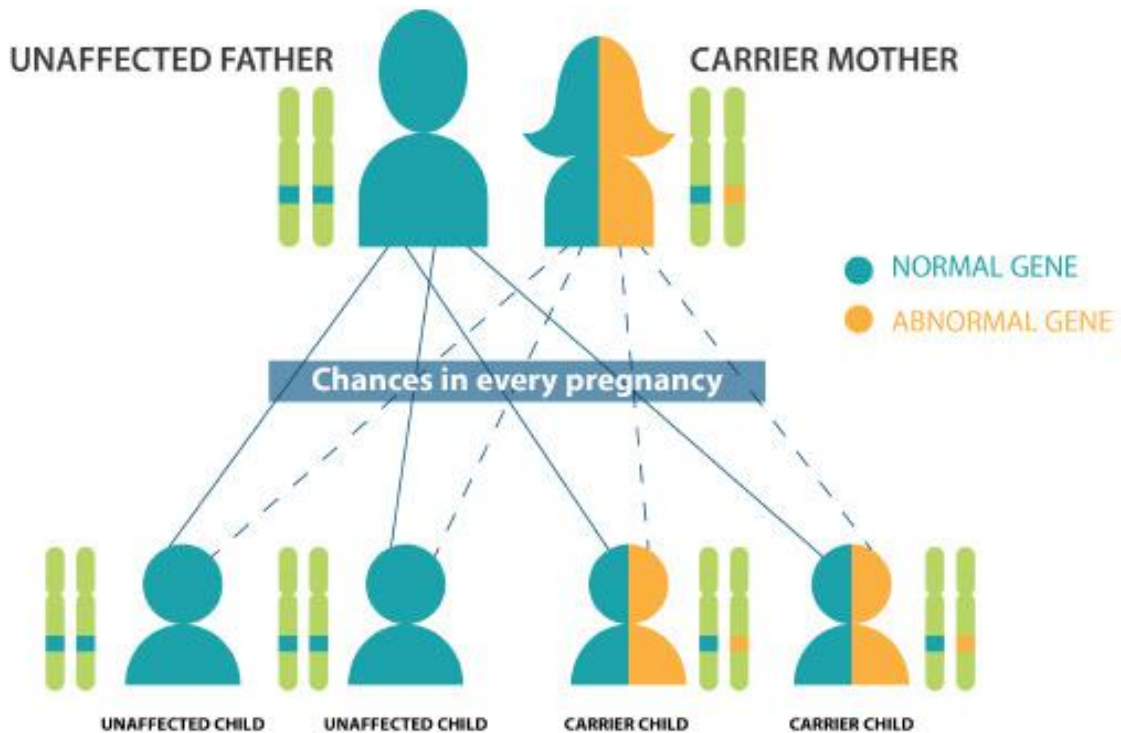 UNAFFECTED FATHER
CARRIER MOTHER
NORMAL GENE
ABNORMAL GENE
Chances in every pregnancy
UNAFFECTED CHILD
UNAFFECTED CHILD
CARRIER CHILD
CARRIER CHILD